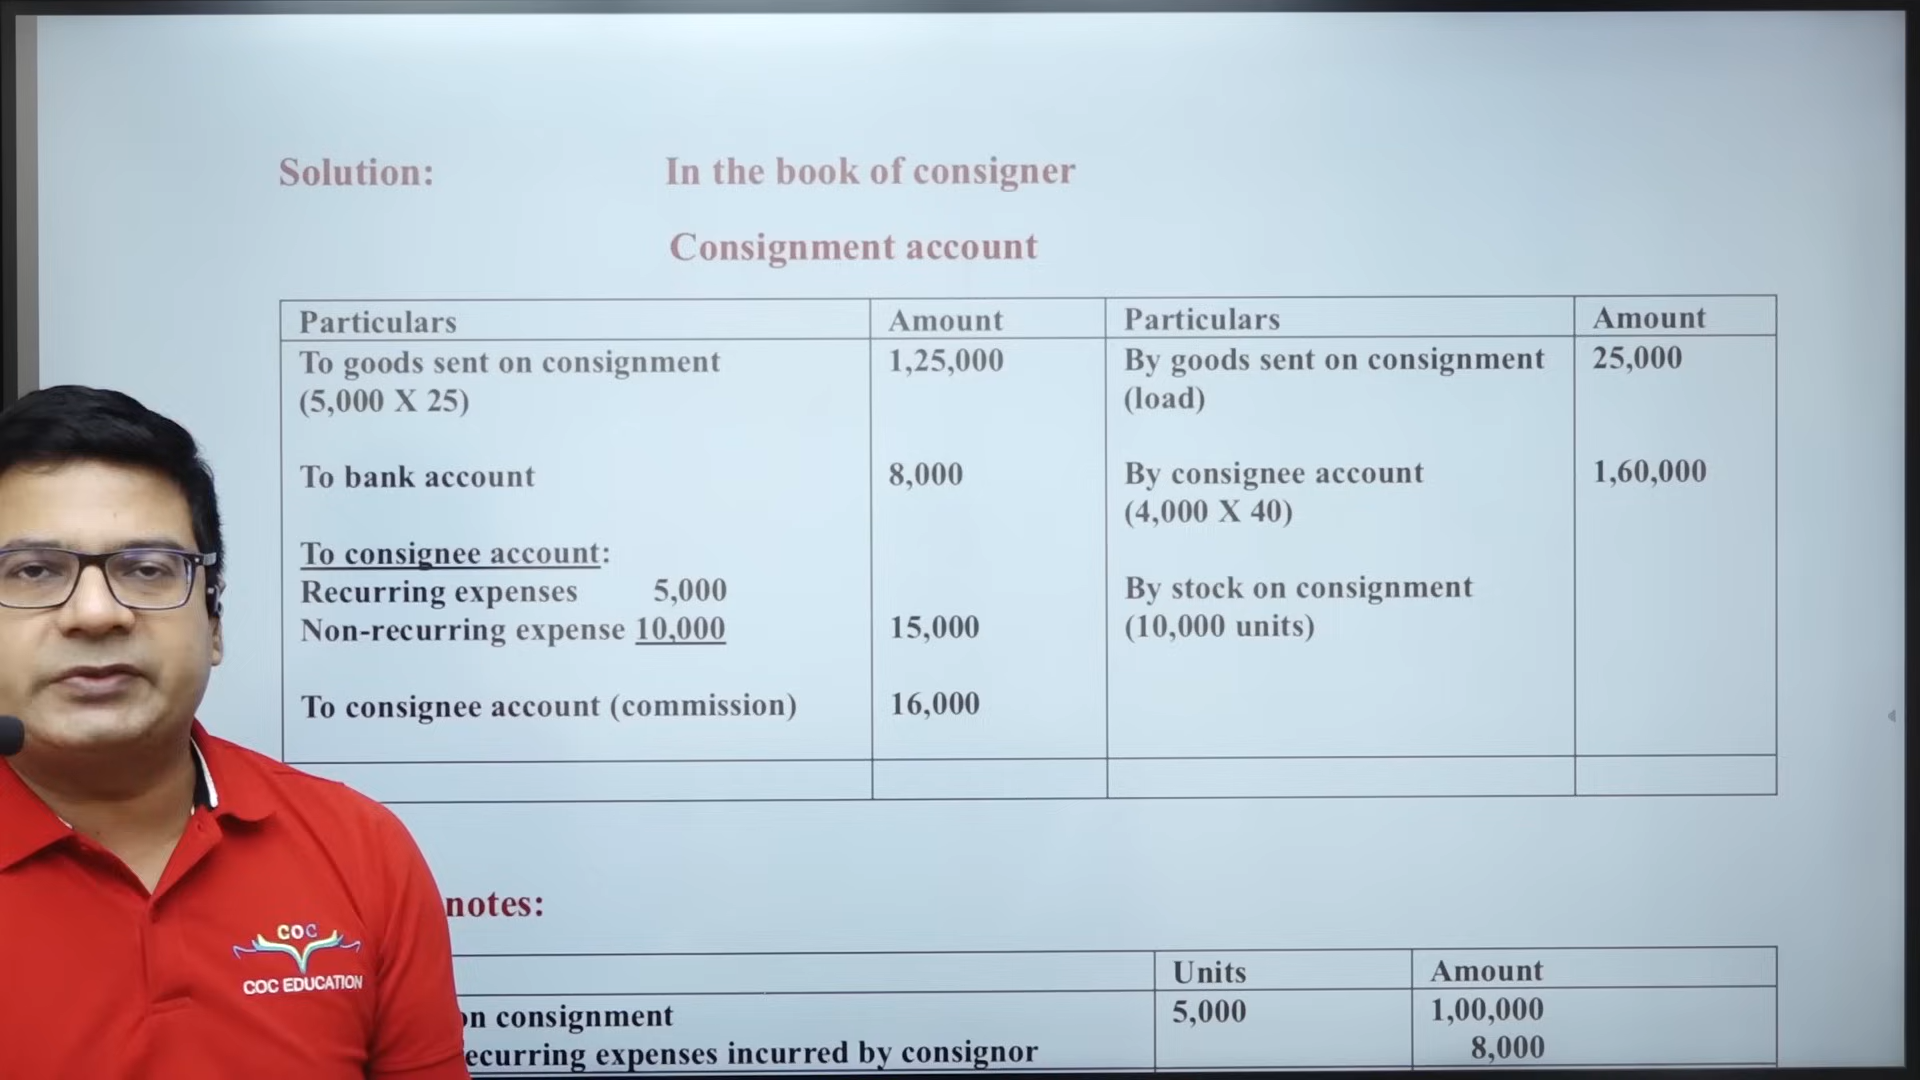 Solution: In the book of consigner
Consignment account
Particulars Amount Particulars Amount
To goods sent on consignment 1,25,000 By goods sent on consignment 25,000
(5,000 X 25) (load)
To bank account 8,000 By consignee account 1,60,000
(4,000 X 40)
To consignee account:
Recurring expenses 5,000 By stock on consignment
Non-recurring expense 10,000 15,000 (10,000 units)
To consignee account (commission) 16,000
notes:
Units Amount
on consignment 5,000 1,00,000
ecurring expenses incurred by consignor 8,000
COC
COC EDUCATION